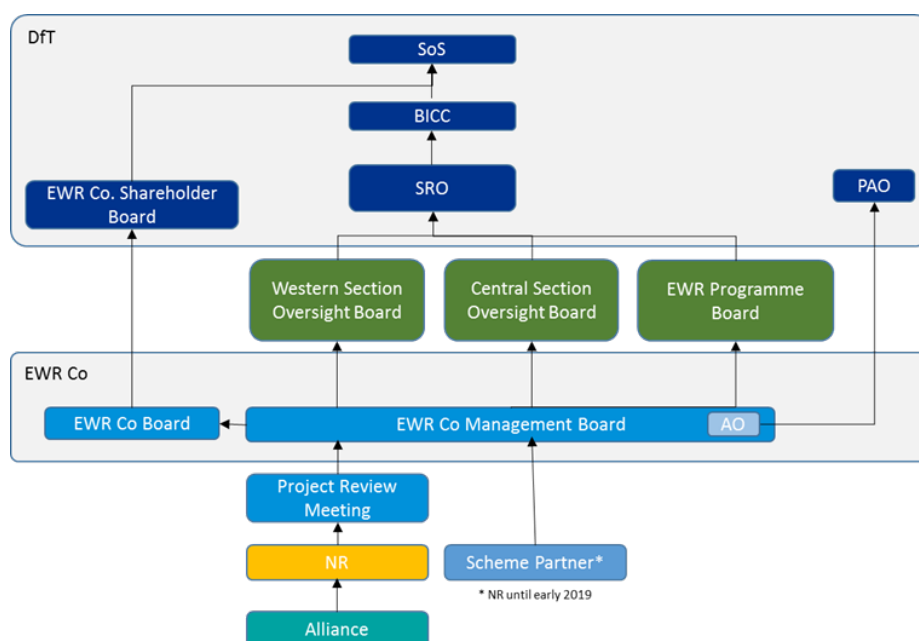 DfT
SoS
BICC
EWR Co. Shareholder
Board
SRO
PAO
Western Section
Oversight Board
Central Section
Oversight Board
EWR Programme
Board
EWR Co
EWR Co Board
EWR Co Management Board
AO
Project Review
Meeting
NR
Scheme Partner*
* NR until early 2019
Alliance